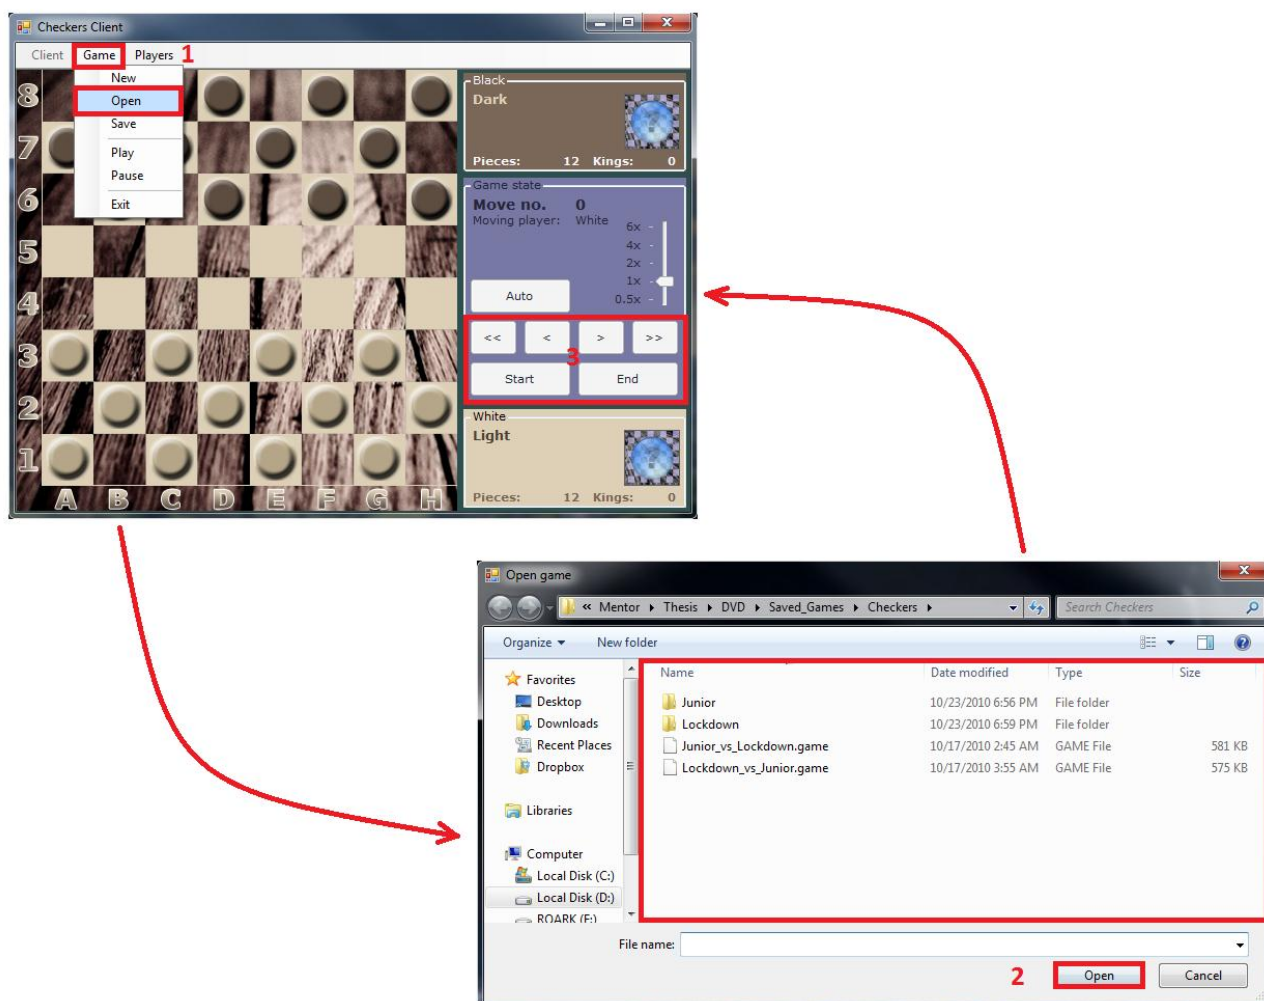 Checkers Client
Client Game Players 1
New
Open
Save
Play
Pause
Exit
8
7
6
5
4
3
2
1
A B C D E F G H
Black
Dark
Pieces: 12 Kings: 0
Game state
Move no. 0
Moving player: White
6x
4x
2x
1x
0.5x
Auto
<< < > >>
3
Start End
White
Light
Pieces: 12 Kings: 0
Open game
« Mentor Thesis DVD Saved_Games Checkers
Search Checkers
Organize New folder
Favorites
Desktop
Downloads
Recent Places
Dropbox
Libraries
Computer
Local Disk (C:)
Local Disk (D:)
ROARK (F:)
Name Date modified Type Size
Junior 10/23/2010 6:56 PM File folder
Lockdown 10/23/2010 6:59 PM File folder
Junior_vs_Lockdown.game 10/17/2010 2:45 AM GAME File 581 KB
Lockdown_vs_Junior.game 10/17/2010 3:55 AM GAME File 575 KB
File name:
2 Open Cancel